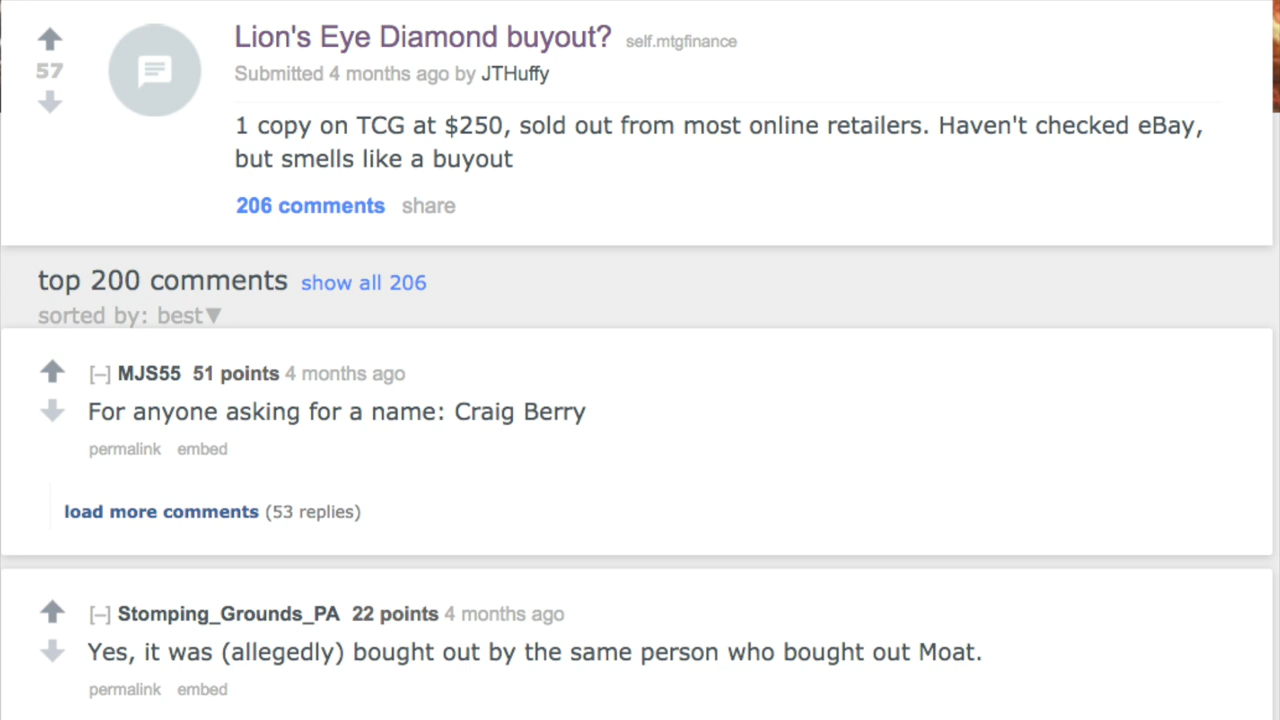 Lion's Eye Diamond buyout? self.mtgfinance
57
Submitted 4 months ago by JTHuffy
1 copy on TCG at $250, sold out from most online retailers. Haven't checked eBay,
but smells like a buyout
206 comments share
top 200 comments show all 206
sorted by: best▼
[–] MJS55 51 points 4 months ago
For anyone asking for a name: Craig Berry
permalink embed
load more comments (53 replies)
[–] Stomping_Grounds_PA 22 points 4 months ago
Yes, it was (allegedly) bought out by the same person who bought out Moat.
permalink embed